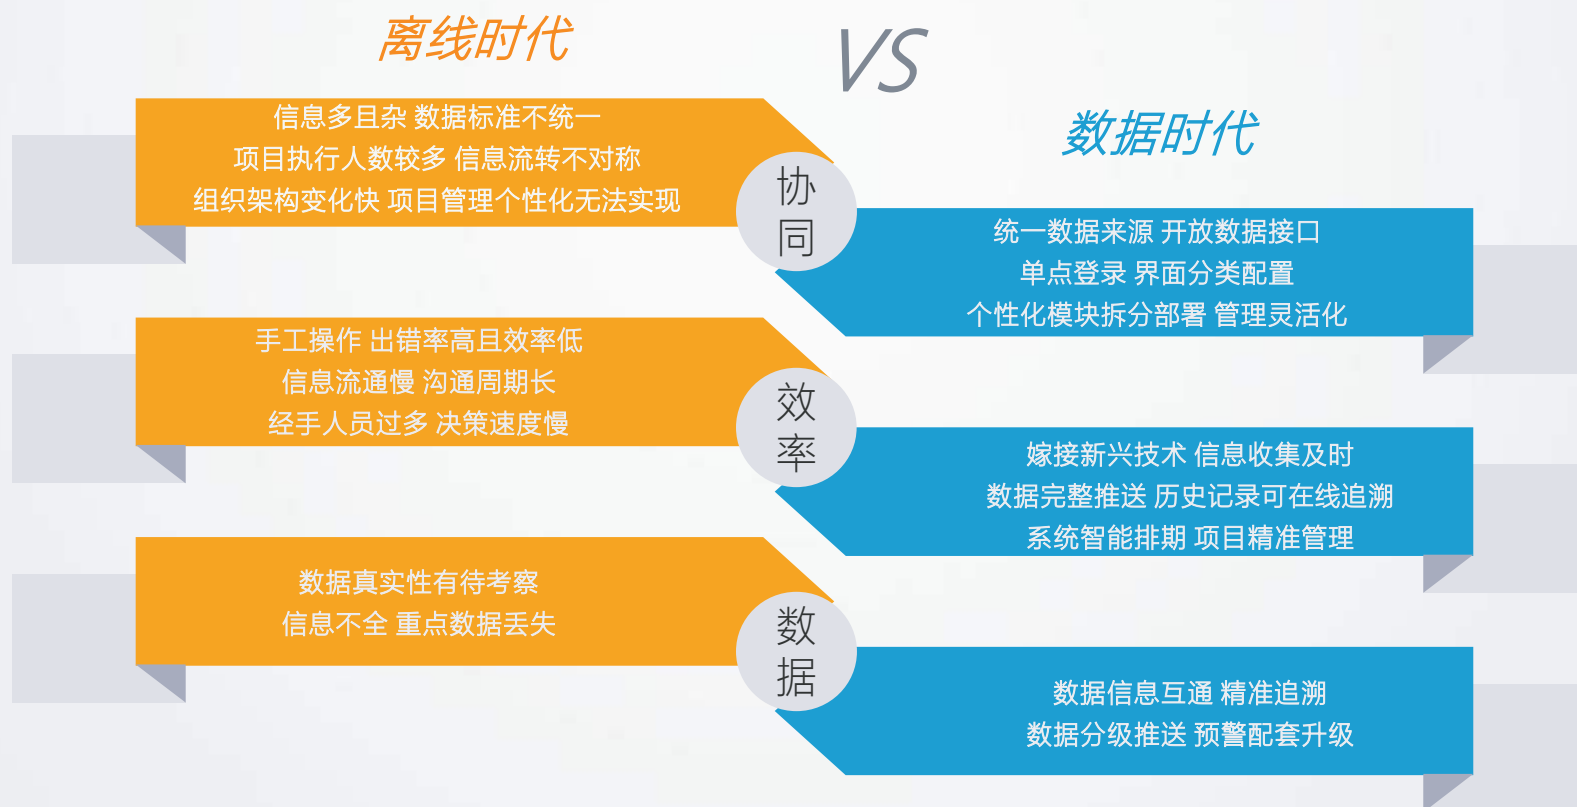 离线时代
VS
数据时代
信息多且杂 数据标准不统一
项目执行人数较多 信息流转不对称
组织架构变化快 项目管理个性化无法实现
协
同
统一数据来源 开放数据接口
单点登录 界面分类配置
个性化模块拆分部署 管理灵活化
手工操作 出错率高且效率低
信息流通慢 沟通周期长
经手人员过多 决策速度慢
效
率
嫁接新兴技术 信息收集及时
数据完整推送 历史记录可在线追溯
系统智能排期 项目精准管理
数据真实性有待考察
信息不全 重点数据丢失
数
据
数据信息互通 精准追溯
数据分级推送 预警配套升级